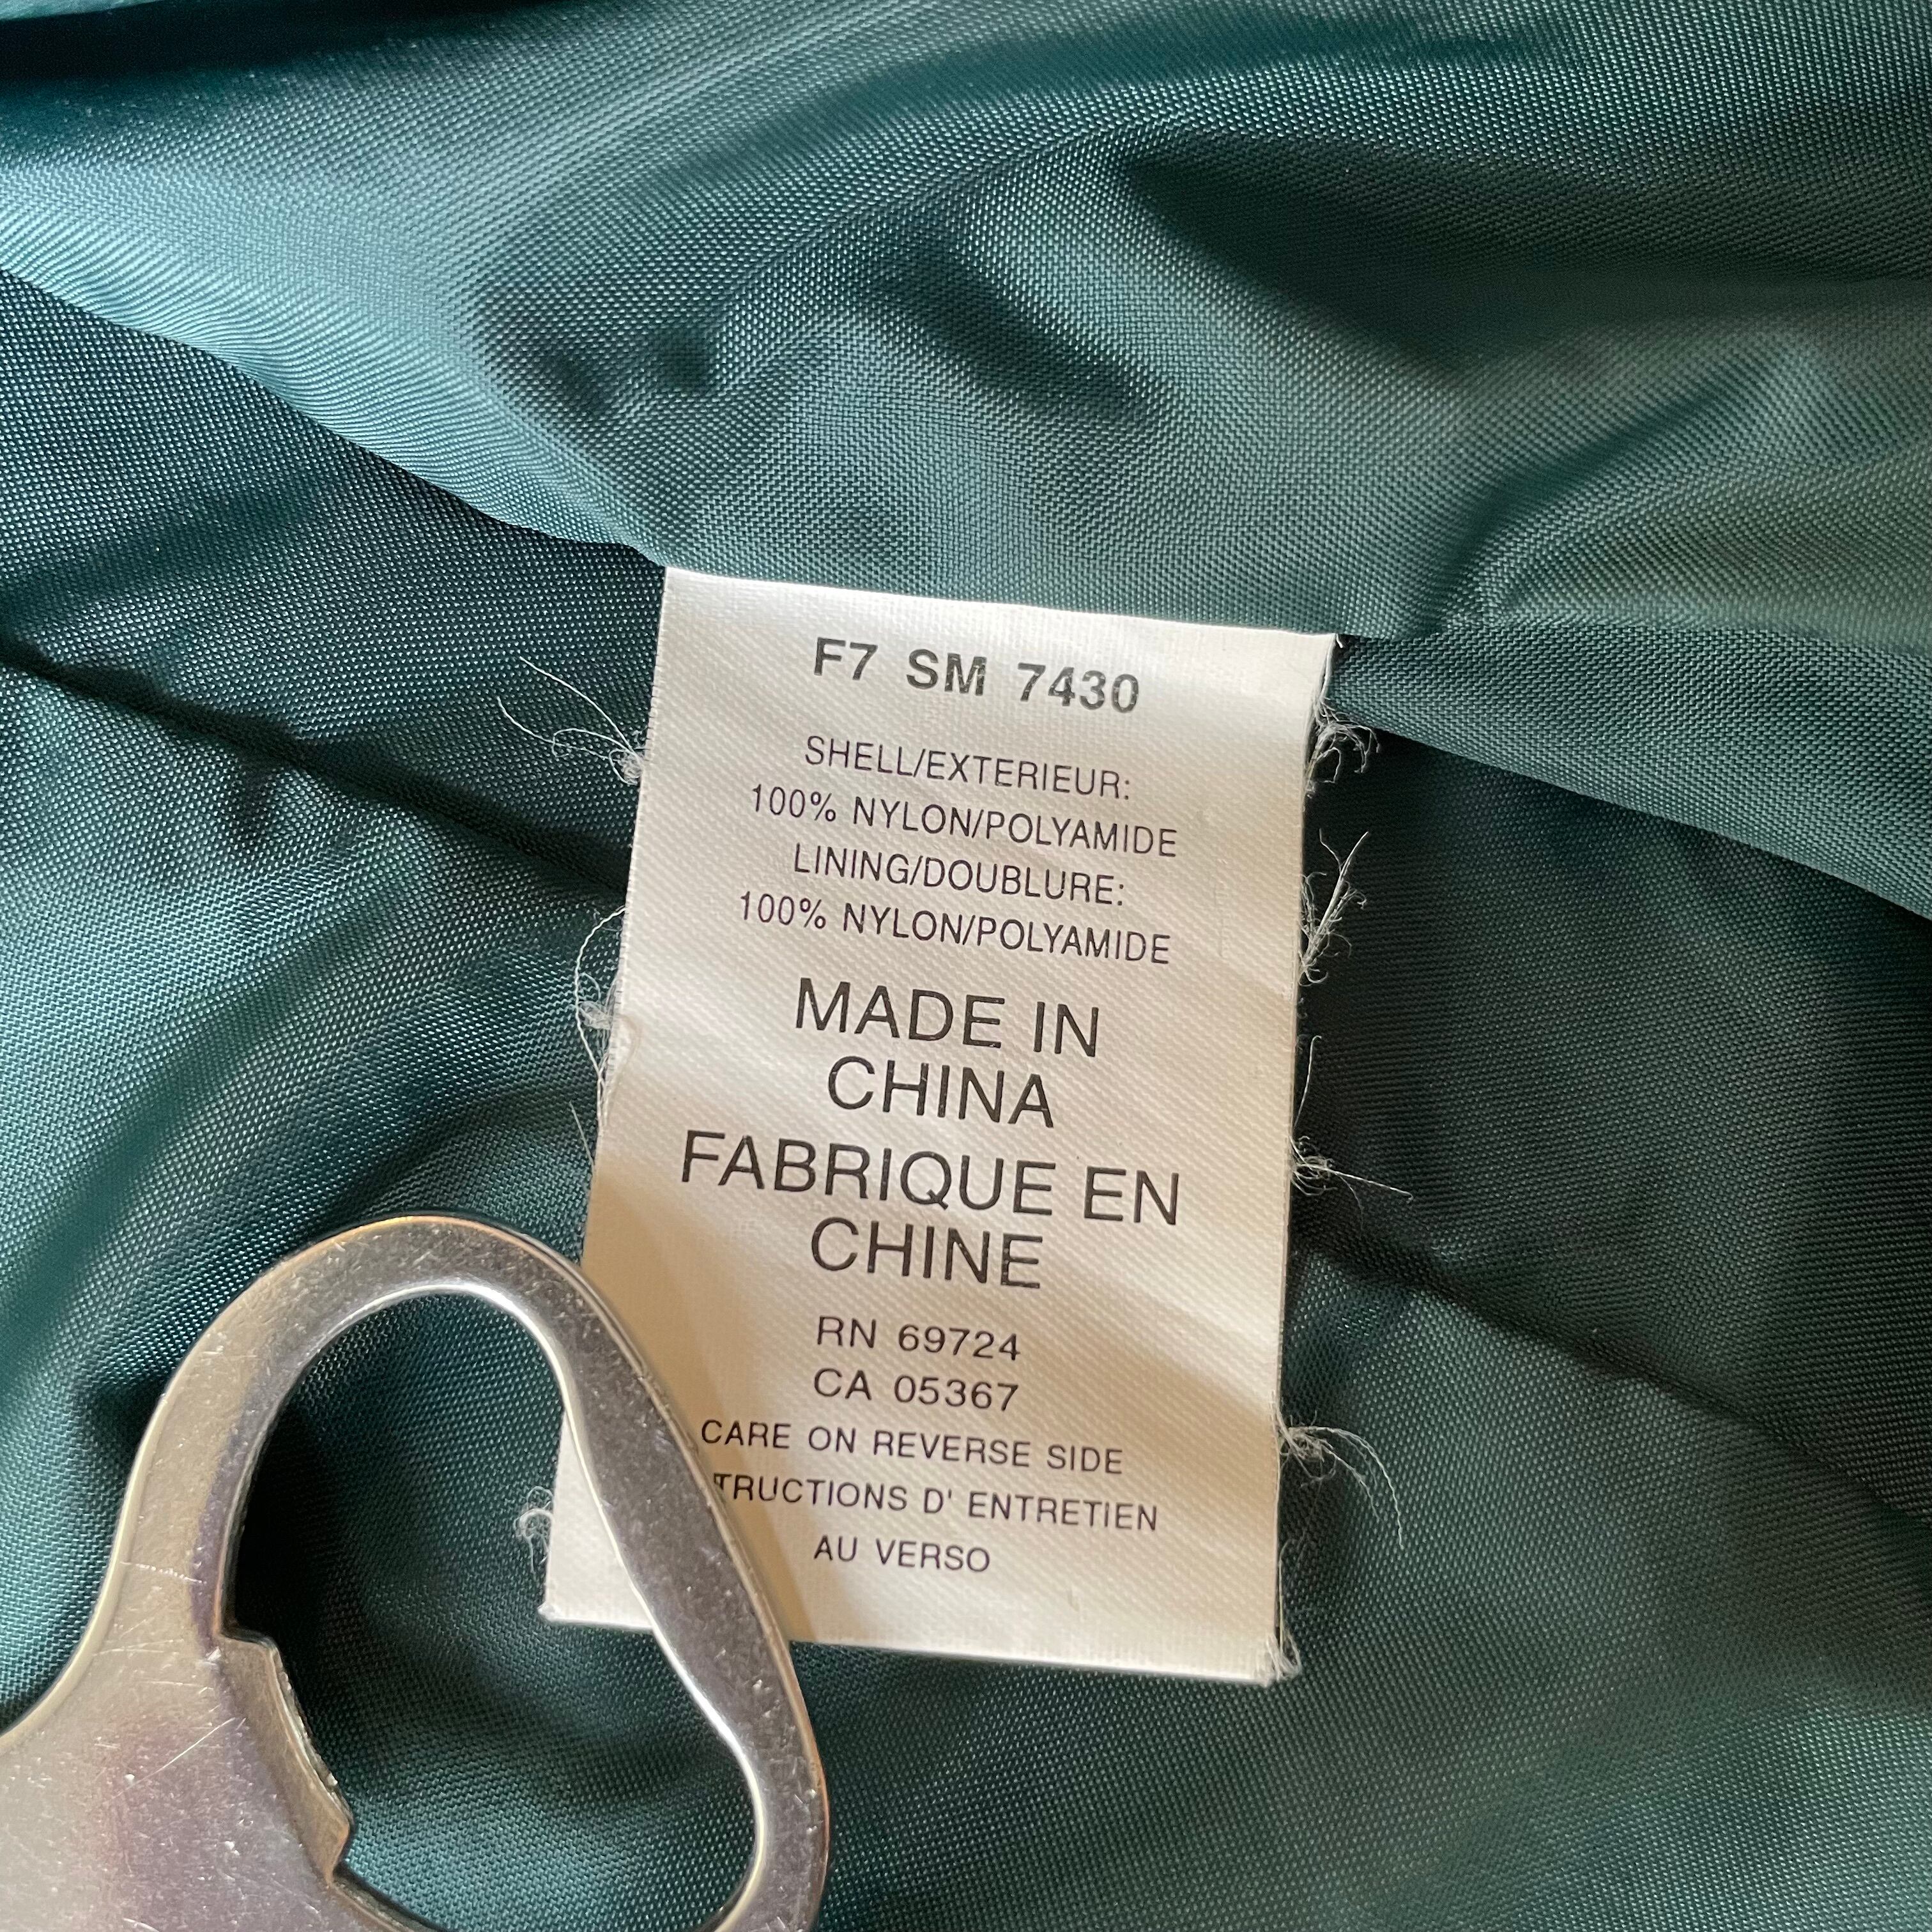 F7 SM 7430
SHELL/EXTERIEUR:
100% NYLON/POLYAMIDE
LINING/DOUBLURE:
100% NYLON/POLYAMIDE
MADE IN
CHINA
FABRIQUE EN
CHINE
RN 69724
CA 05367
CARE ON REVERSE SIDE
TRUCTIONS D' ENTRETIEN
AU VERSO